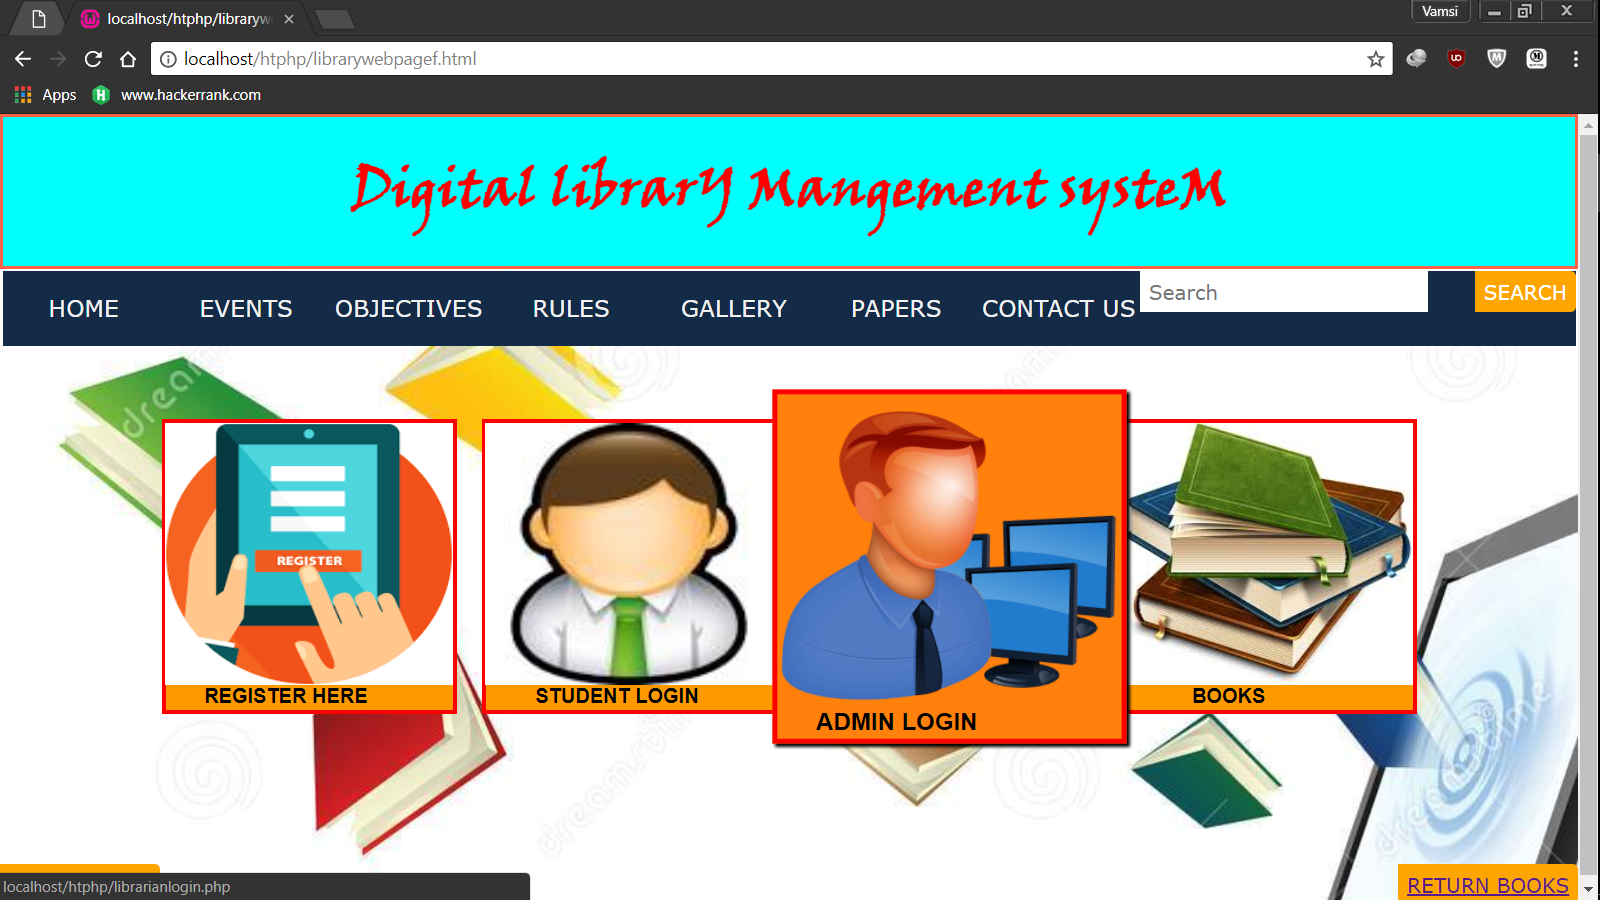 localhost/htphp/libraryw
Vamsi
localhost/htphp/librarywebpagef.html
Apps
www.hackerrank.com
Digital librarY Mangement systeM
HOME EVENTS OBJECTIVES RULES GALLERY PAPERS CONTACT US Search SEARCH
REGISTER
REGISTER HERE
STUDENT LOGIN
ADMIN LOGIN
BOOKS
dreamstime
localhost/htphp/librarianlogin.php
RETURN BOOKS